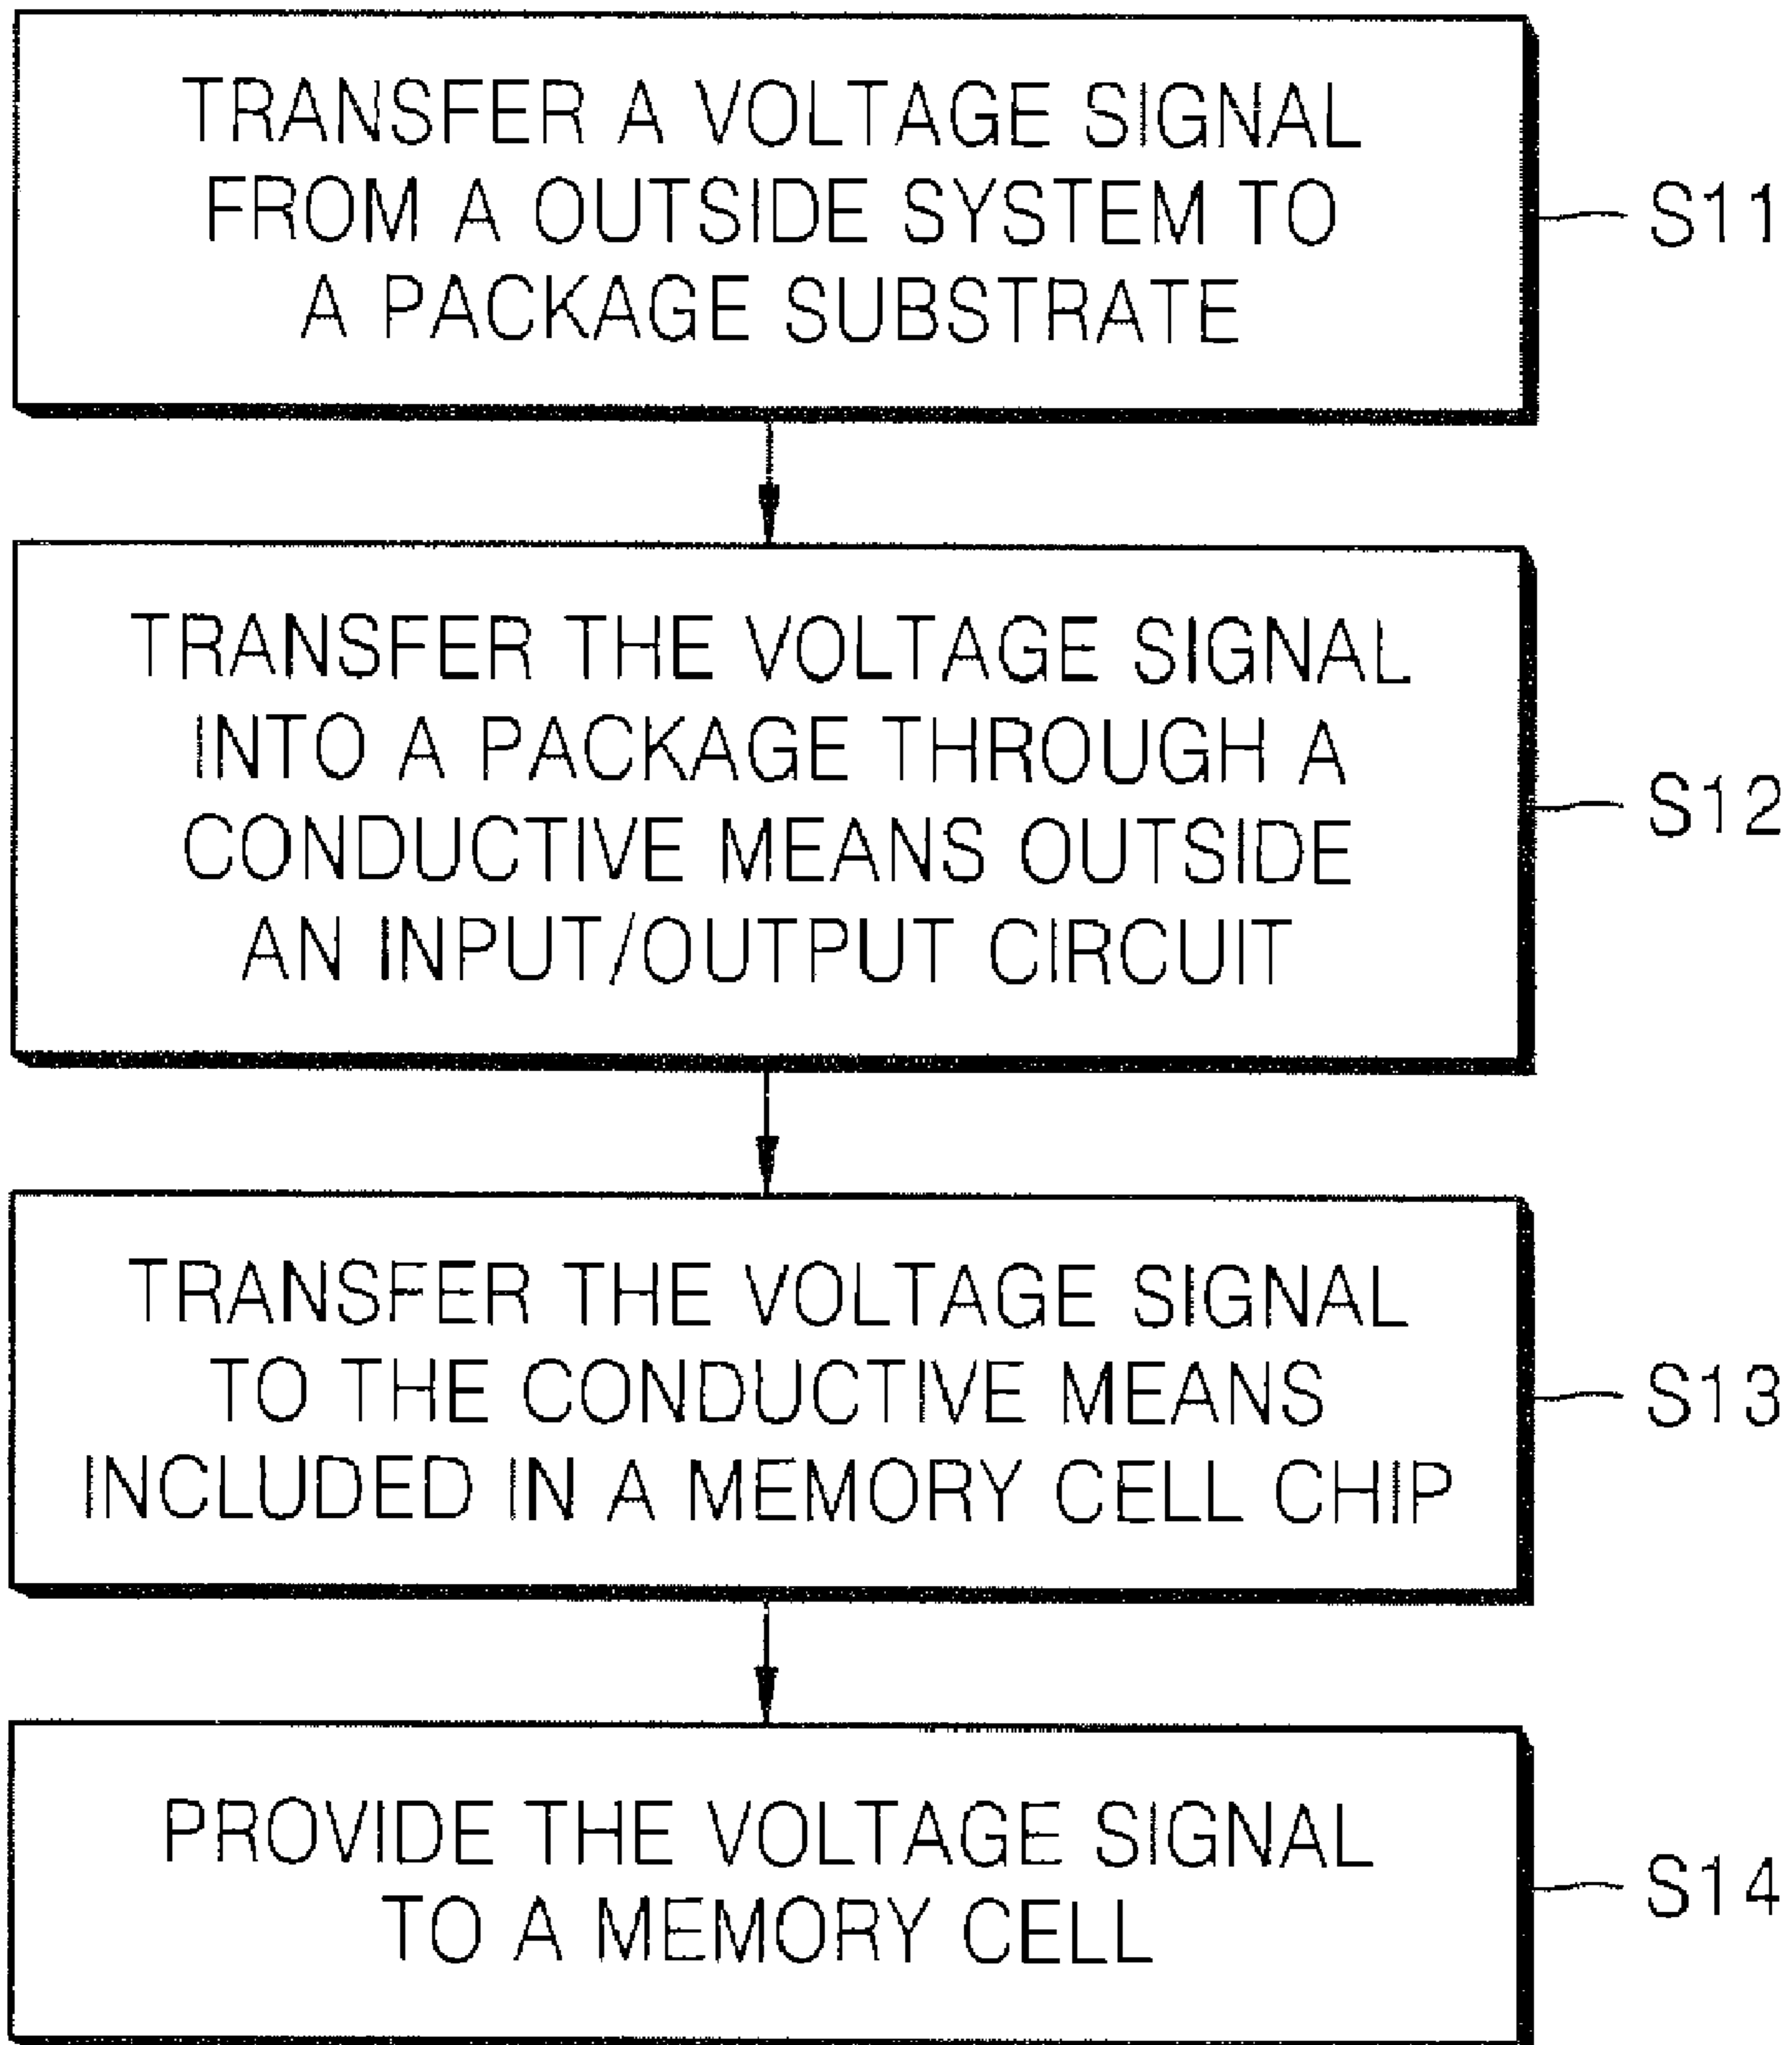 TRANSFER A VOLTAGE SIGNAL
FROM A OUTSIDE SYSTEM TO
A PACKAGE SUBSTRATE
S11
TRANSFER THE VOLTAGE SIGNAL
INTO A PACKAGE THROUGH A
CONDUCTIVE MEANS OUTSIDE
AN INPUT/OUTPUT CIRCUIT
S12
TRANSFER THE VOLTAGE SIGNAL
TO THE CONDUCTIVE MEANS
INCLUDED IN A MEMORY CELL CHIP
S13
PROVIDE THE VOLTAGE SIGNAL
TO A MEMORY CELL
S14